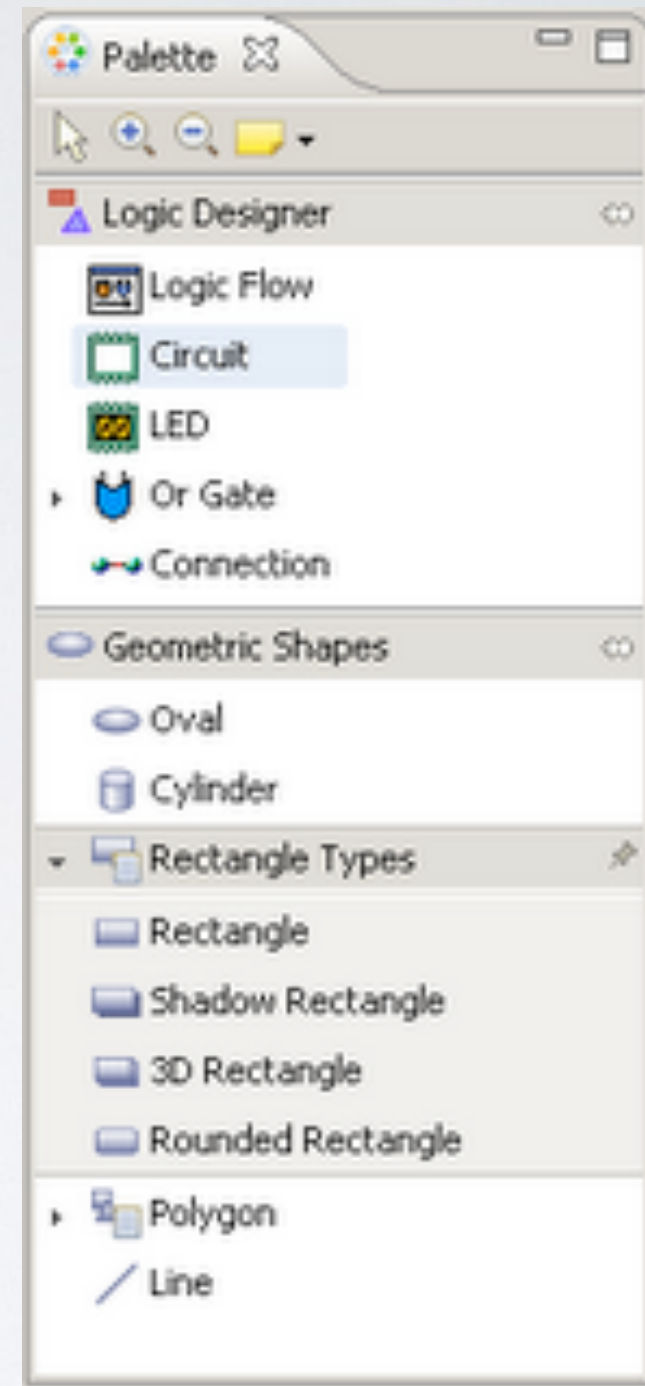 Palette
Logic Designer
Logic Flow
Circuit
LED
Or Gate
Connection
Geometric Shapes
Oval
Cylinder
Rectangle Types
Rectangle
Shadow Rectangle
3D Rectangle
Rounded Rectangle
Polygon
Line